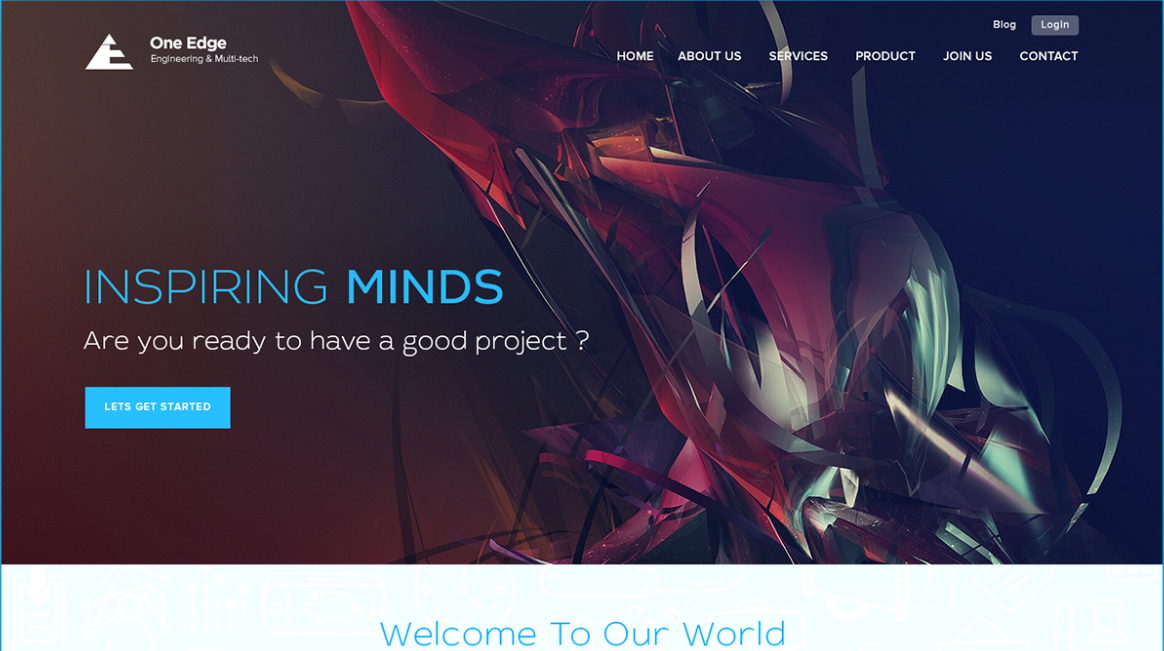 Blog Login
One Edge
Engineering & Multi-tech
HOME ABOUT US SERVICES PRODUCT JOIN US CONTACT
INSPIRING MINDS
Are you ready to have a good project ?
LETS GET STARTED
Welcome To Our World